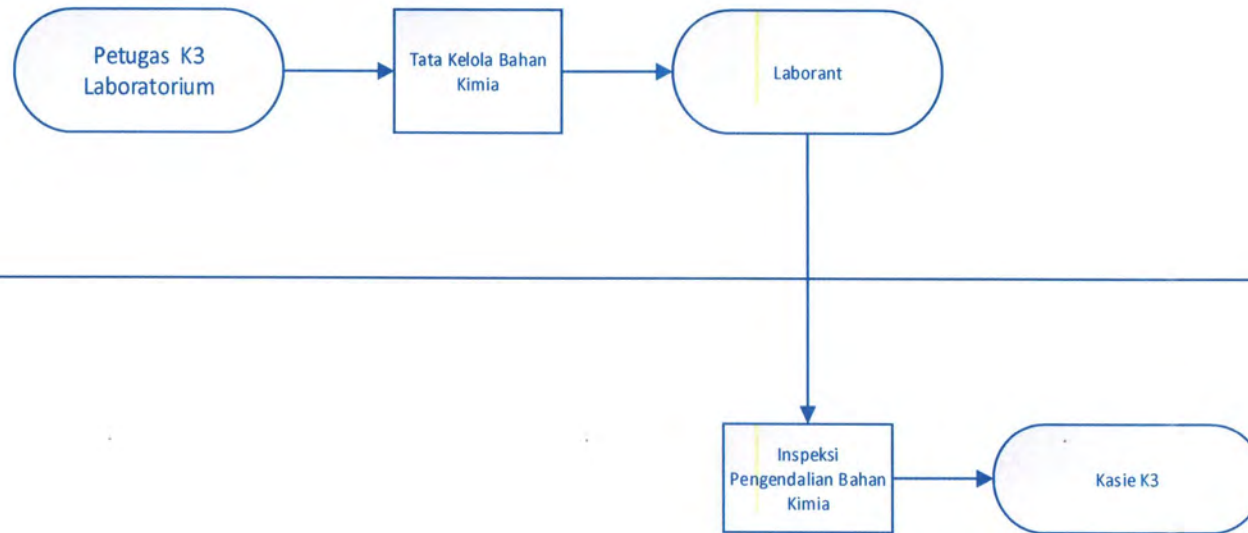 Petugas K3
Laboratorium
Tata Kelola Bahan
Kimia
Laborant
Inspeksi
Pengendalian Bahan
Kimia
Kasie K3